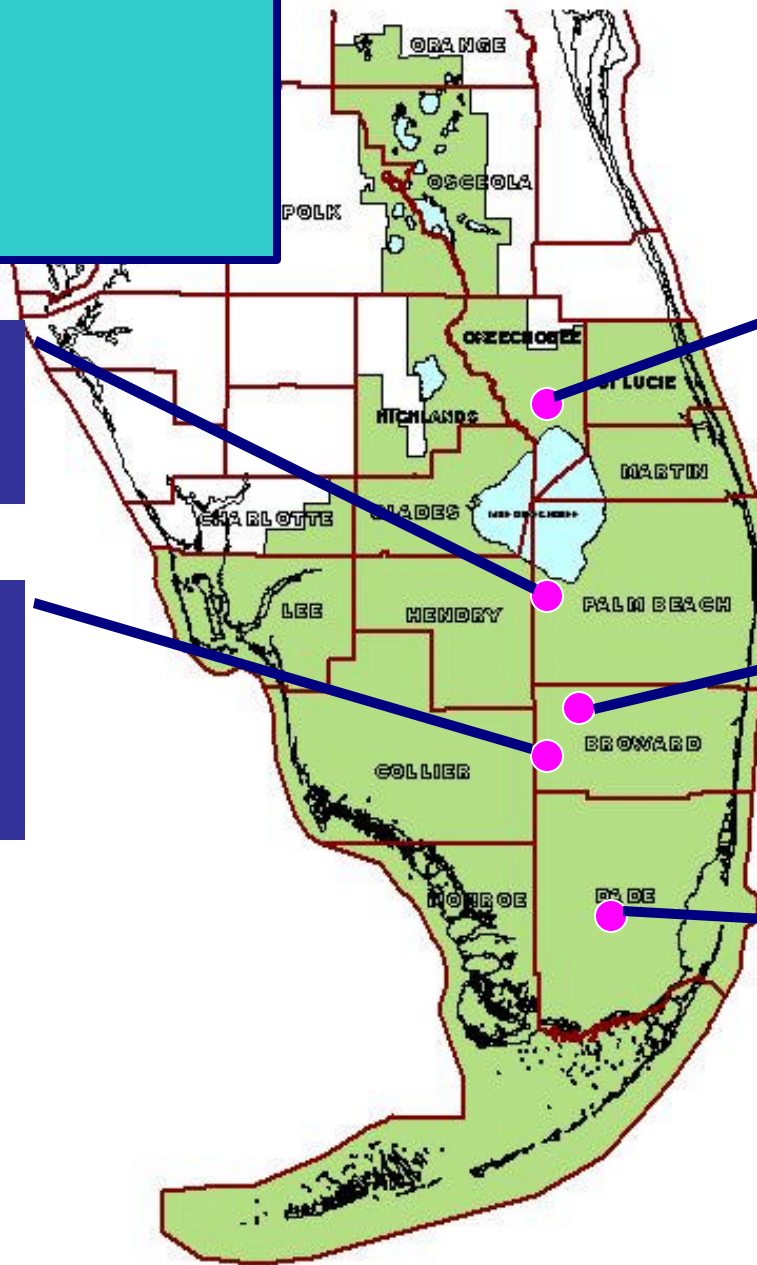 ORANGE
OSCEOLA
POLK
OKEECHOBEE
ST LUCIE
HIGHLANDS
MARTIN
GLADES
CHARLOTTE
LEE
HENDRY
PALM BEACH
BROWARD
COLLIER
MONROE
DADE